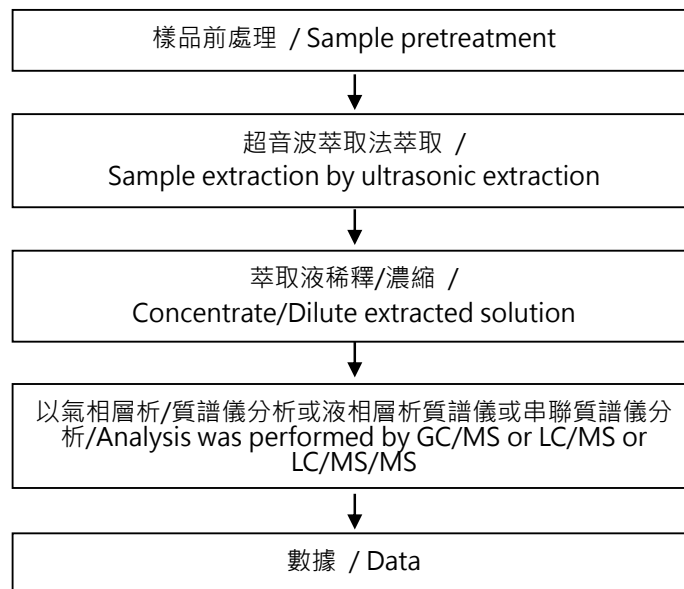 樣品前處理 / Sample pretreatment
超音波萃取法萃取 /
Sample extraction by ultrasonic extraction
萃取液稀釋/濃縮 /
Concentrate/Dilute extracted solution
以氣相層析/質譜儀分析或液相層析質譜儀或串聯質譜儀分
析/Analysis was performed by GC/MS or LC/MS or
LC/MS/MS
數據 / Data